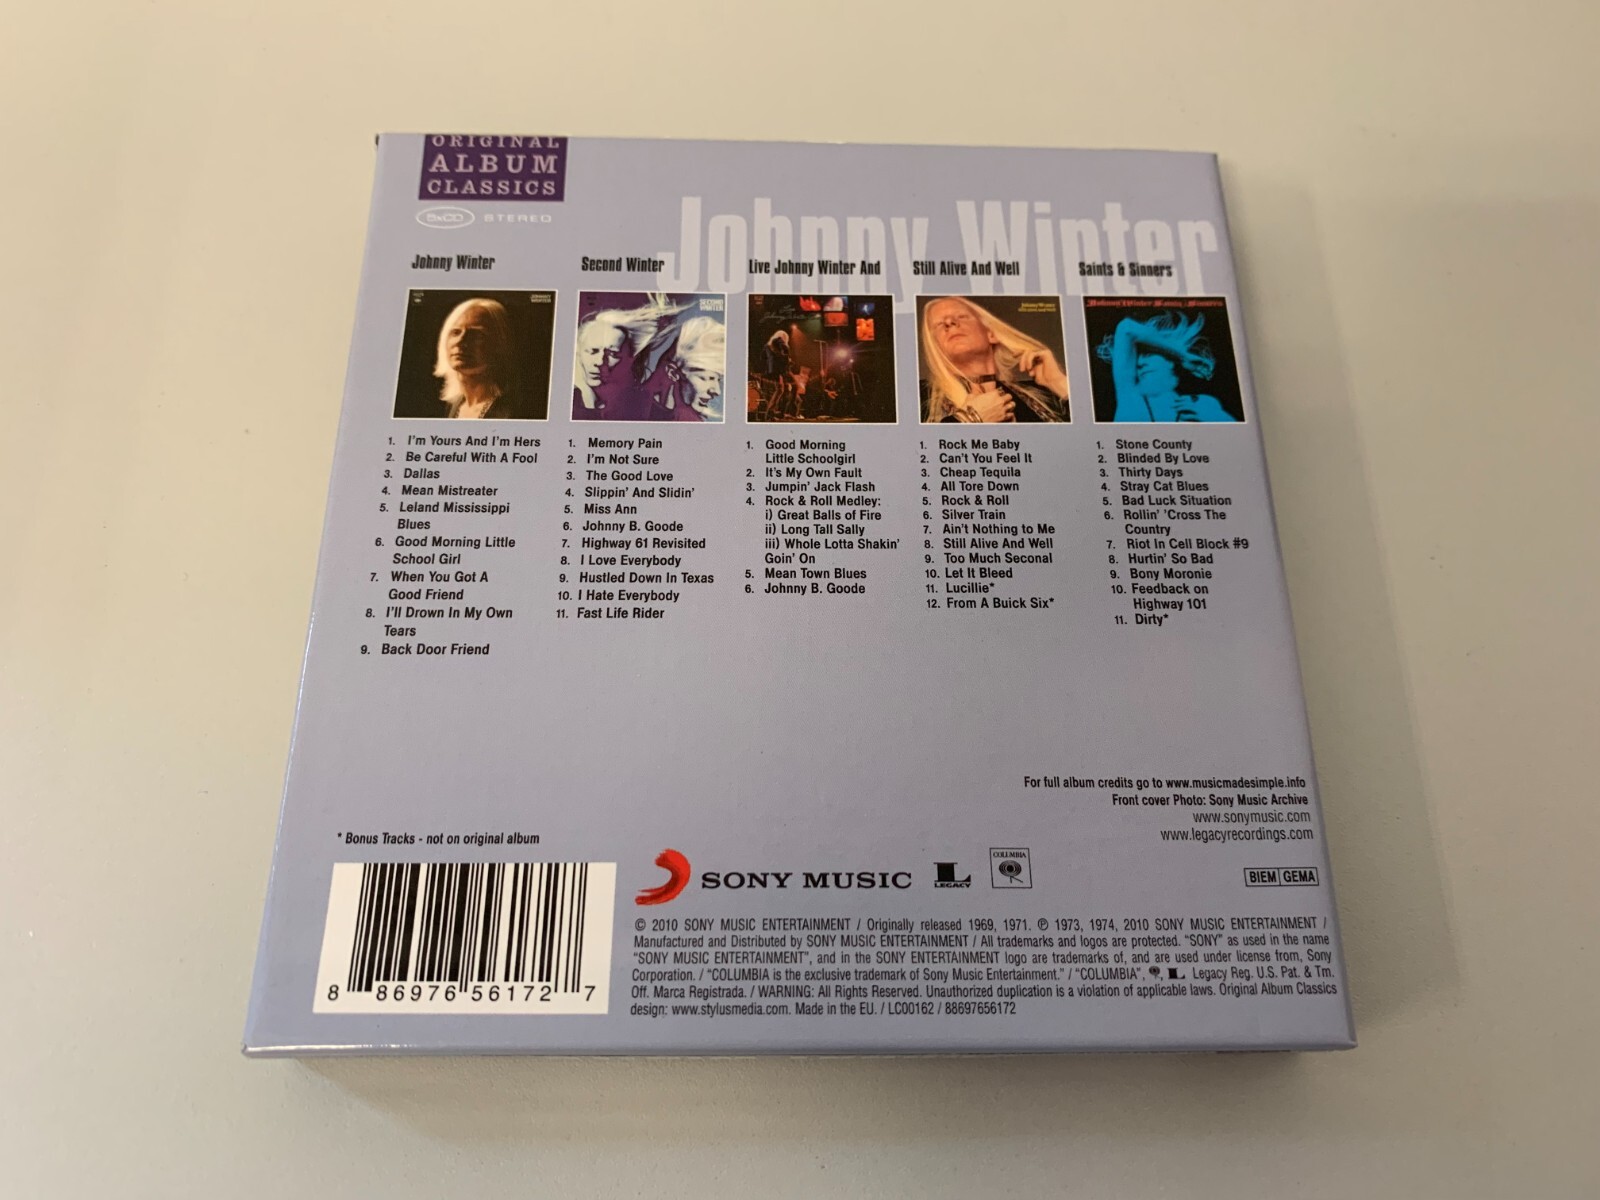 ORIGINAL
ALBUM
CLASSICS
5xCD STEREO
Johnny Winter
Johnny Winter
1. I'm Yours And I'm Hers
2. Be Careful With A Fool
3. Dallas
4. Mean Mistreater
5. Leland Mississippi
Blues
6. Good Morning Little
School Girl
7. When You Got A
Good Friend
8. I'll Drown In My Own
Tears
9. Back Door Friend
Second Winter
SECOND
WINTER
1. Memory Pain
2. I'm Not Sure
3. The Good Love
4. Slippin' And Slidin'
5. Miss Ann
6. Johnny B. Goode
7. Highway 61 Revisited
8. I Love Everybody
9. Hustled Down In Texas
10. I Hate Everybody
11. Fast Life Rider
Live Johnny Winter And
1. Good Morning
Little Schoolgirl
2. It's My Own Fault
3. Jumpin' Jack Flash
4. Rock & Roll Medley:
i) Great Balls of Fire
ii) Long Tall Sally
iii) Whole Lotta Shakin'
Goin' On
5. Mean Town Blues
6. Johnny B. Goode
Still Alive And Well
1. Rock Me Baby
2. Can't You Feel It
3. Cheap Tequila
4. All Tore Down
5. Rock & Roll
6. Silver Train
7. Ain't Nothing to Me
8. Still Alive And Well
9. Too Much Seconal
10. Let It Bleed
11. Lucillie*
12. From A Buick Six*
Saints & Sinners
1. Stone County
2. Blinded By Love
3. Thirty Days
4. Stray Cat Blues
5. Bad Luck Situation
6. Rollin' 'Cross The
Country
7. Riot In Cell Block #9
8. Hurtin' So Bad
9. Bony Moronie
10. Feedback on
Highway 101
11. Dirty*
For full album credits go to www.musicmadesimple.info
Front cover Photo: Sony Music Archive
www.sonymusic.com
www.legacyrecordings.com
* Bonus Tracks - not on original album
8 86976 56172 7
SONY MUSIC
LEGACY
COLUMBIA
BIEM GEMA
© 2010 SONY MUSIC ENTERTAINMENT / Originally released 1969, 1971. ℗ 1973, 1974, 2010 SONY MUSIC ENTERTAINMENT /
Manufactured and Distributed by SONY MUSIC ENTERTAINMENT / All trademarks and logos are protected. "SONY" as used in the name
"SONY MUSIC ENTERTAINMENT", and in the SONY ENTERTAINMENT logo are trademarks of, and are used under license from, Sony
Corporation. / "COLUMBIA is the exclusive trademark of Sony Music Entertainment." / "COLUMBIA", , L Legacy Reg. U.S. Pat. & Tm.
Off. Marca Registrada. / WARNING: All Rights Reserved. Unauthorized duplication is a violation of applicable laws. Original Album Classics
design: www.stylusmedia.com. Made in the EU. / LC00162 / 88697656172